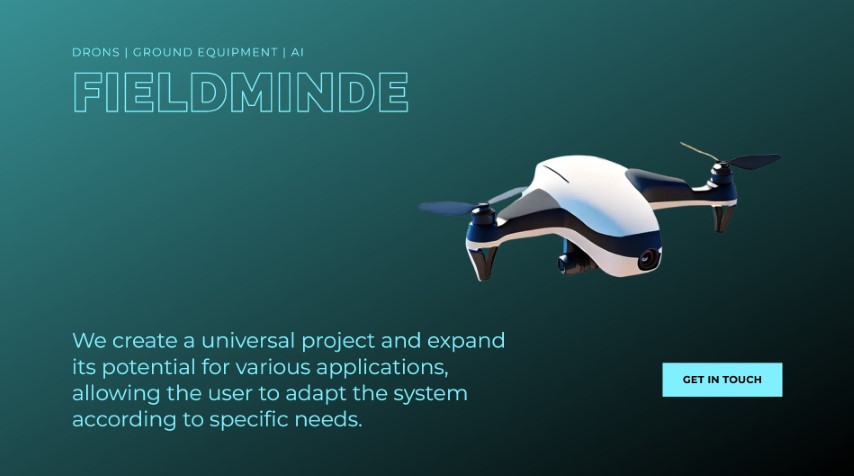 DRONS | GROUND EQUIPMENT | AI
FIELDMINDE
We create a universal project and expand
its potential for various applications,
allowing the user to adapt the system
according to specific needs.
GET IN TOUCH